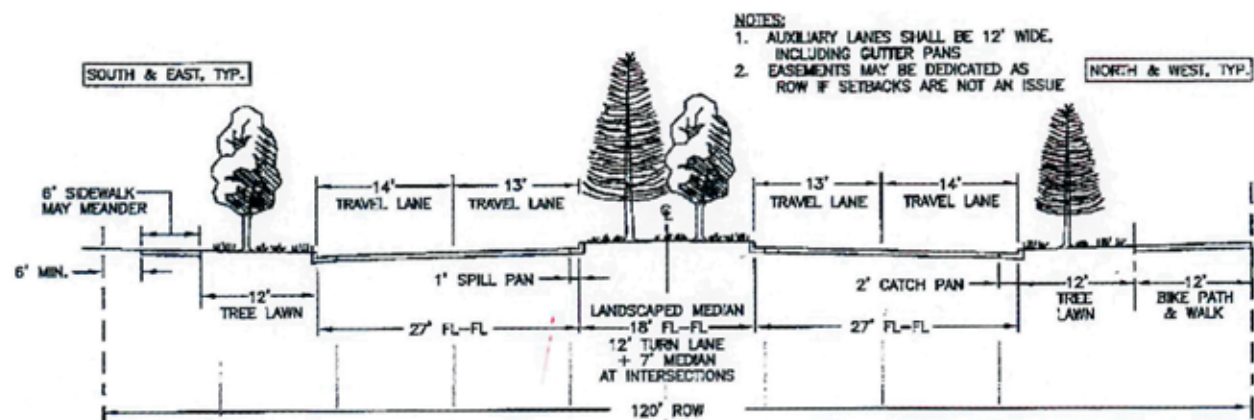 NOTES:
1. AUXILIARY LANES SHALL BE 12' WIDE,
INCLUDING GUTTER PANS
2. EASEMENTS MAY BE DEDICATED AS
ROW IF SETBACKS ARE NOT AN ISSUE
SOUTH & EAST, TYP.
NORTH & WEST, TYP.
6' SIDEWALK
MAY MEANDER
14'
TRAVEL LANE
13'
TRAVEL LANE
℄
13'
TRAVEL LANE
14'
TRAVEL LANE
6' MIN.
12'
TREE LAWN
1' SPILL PAN
2' CATCH PAN
12'
TREE
LAWN
12'
BIKE PATH
& WALK
27' FL-FL
LANDSCAPED MEDIAN
18' FL-FL
12' TURN LANE
+ 7' MEDIAN
AT INTERSECTIONS
27' FL-FL
120' ROW